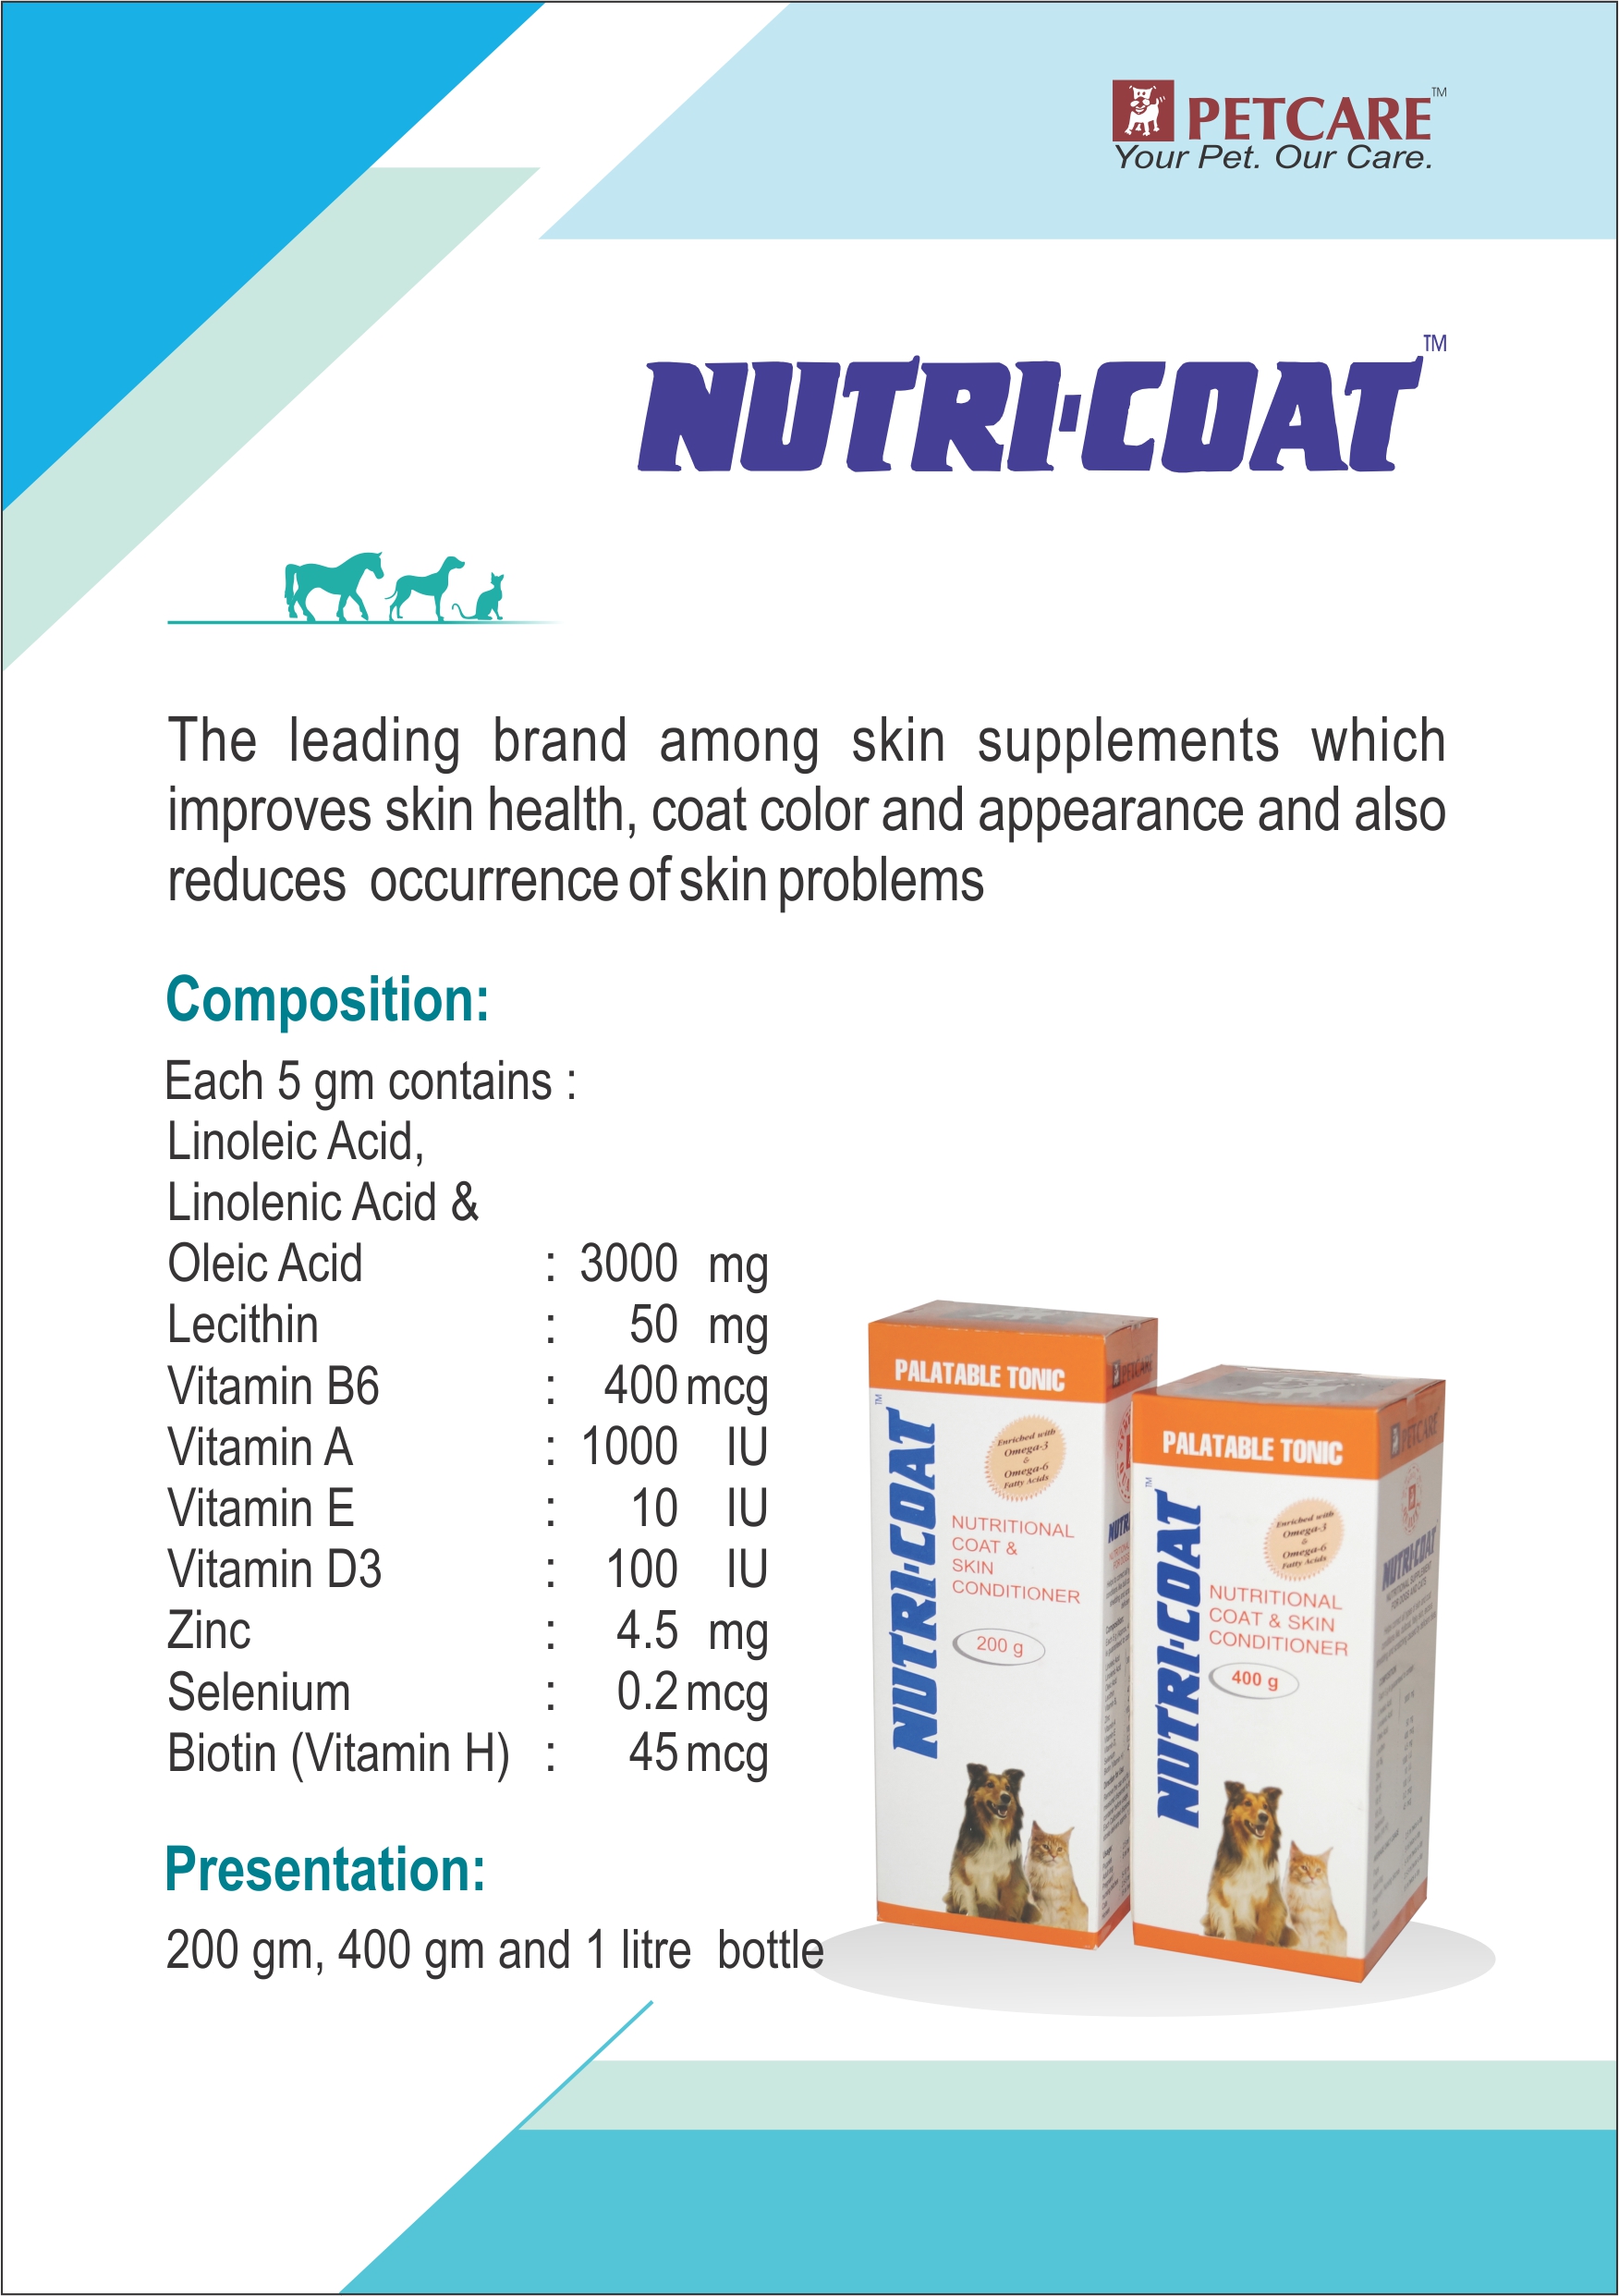 PETCARE™
Your Pet. Our Care.
NUTRI-COAT™
The leading brand among skin supplements which
improves skin health, coat color and appearance and also
reduces occurrence of skin problems
Composition:
Each 5 gm contains :
Linoleic Acid,
Linolenic Acid &
Oleic Acid : 3000 mg
Lecithin : 50 mg
Vitamin B6 : 400 mcg
Vitamin A : 1000 IU
Vitamin E : 10 IU
Vitamin D3 : 100 IU
Zinc : 4.5 mg
Selenium : 0.2 mcg
Biotin (Vitamin H) : 45 mcg
Presentation:
200 gm, 400 gm and 1 litre bottle
PALATABLE TONIC
PETCARE
NUTRI-COAT™
Enriched with
Omega-3
&
Omega-6
Fatty Acids
NUTRITIONAL
COAT &
SKIN
CONDITIONER
200 g
PALATABLE TONIC
PETCARE
NUTRI-COAT™
Enriched with
Omega-3
&
Omega-6
Fatty Acids
NUTRITIONAL
COAT & SKIN
CONDITIONER
400 g
NUTRI-COAT